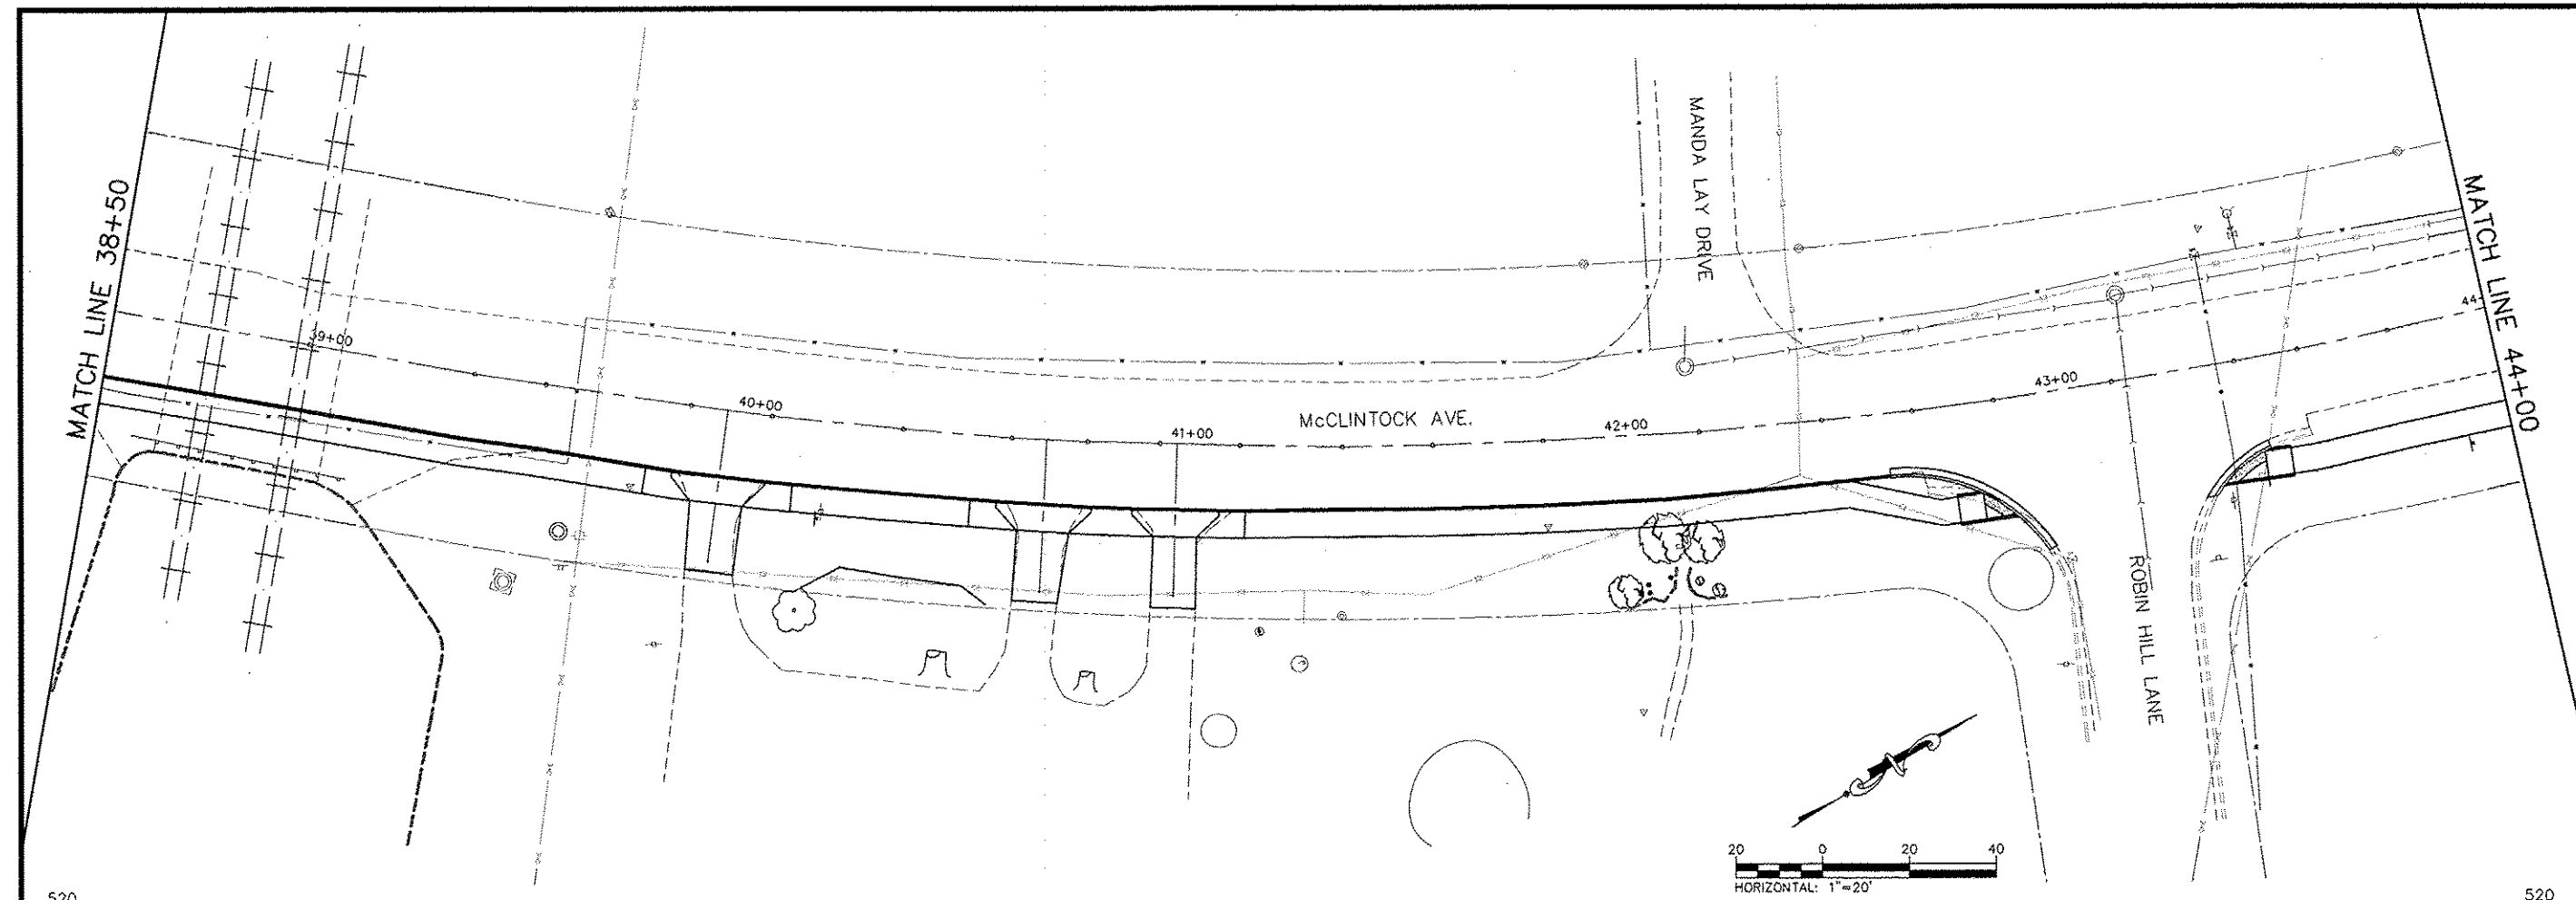 MATCH LINE 38+50
39+00
40+00
41+00
McCLINTOCK AVE.
42+00
43+00
44
MANDA LAY DRIVE
MATCH LINE 44+00
ROBIN HILL LANE
20 0 20 40
HORIZONTAL: 1"=20'
520
520